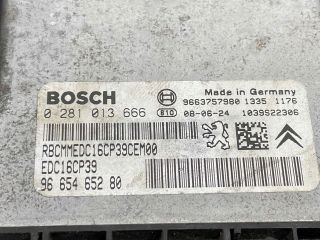 BOSCH
Made in Germany
9663757980 1335 1176
0 281 013 666 610 08-06-24 1039S22306
RBCMMEDC16CP39CEM00
EDC16CP39
96 654 652 80